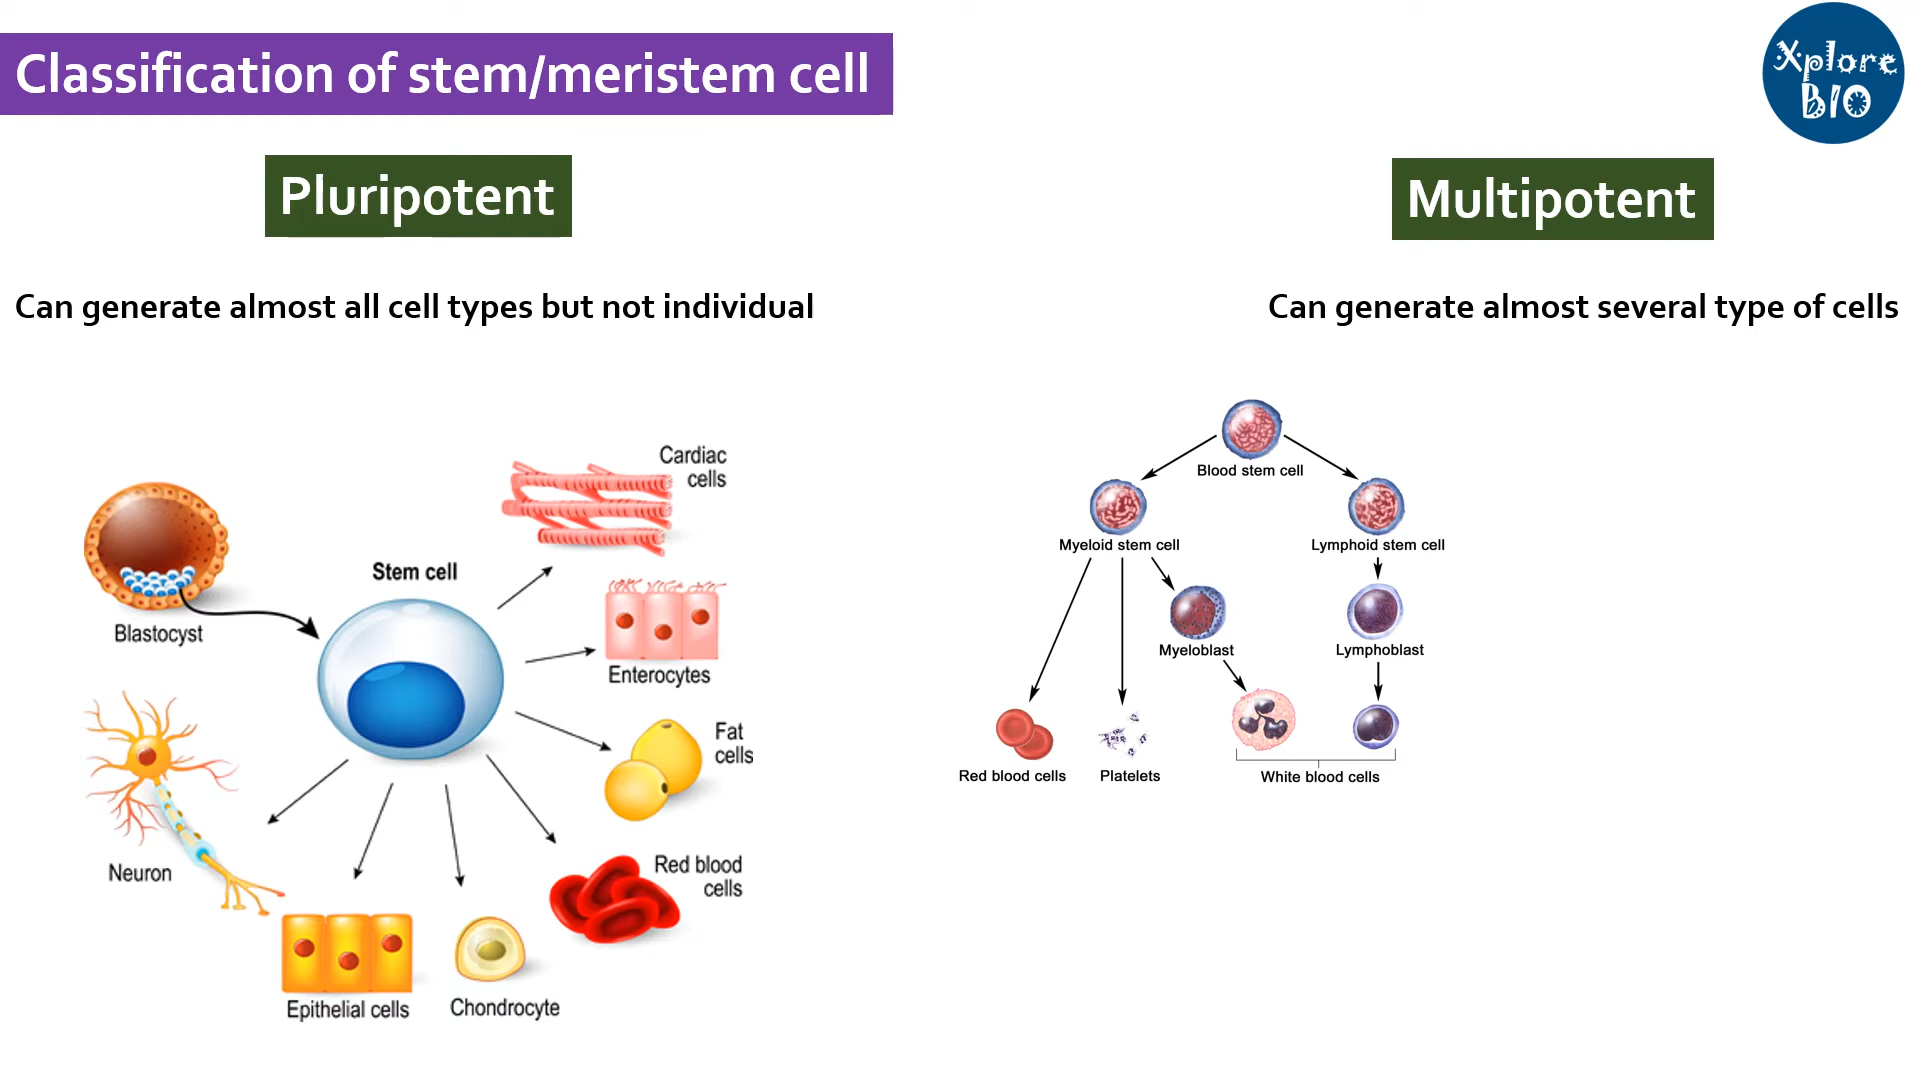 Classification of stem/meristem cell
Xplore
BIO
Pluripotent
Multipotent
Can generate almost all cell types but not individual
Can generate almost several type of cells
Cardiac
cells
Stem cell
Blastocyst
Enterocytes
Fat
cells
Neuron
Red blood
cells
Epithelial cells
Chondrocyte
Blood stem cell
Myeloid stem cell
Lymphoid stem cell
Myeloblast
Lymphoblast
Red blood cells
Platelets
White blood cells